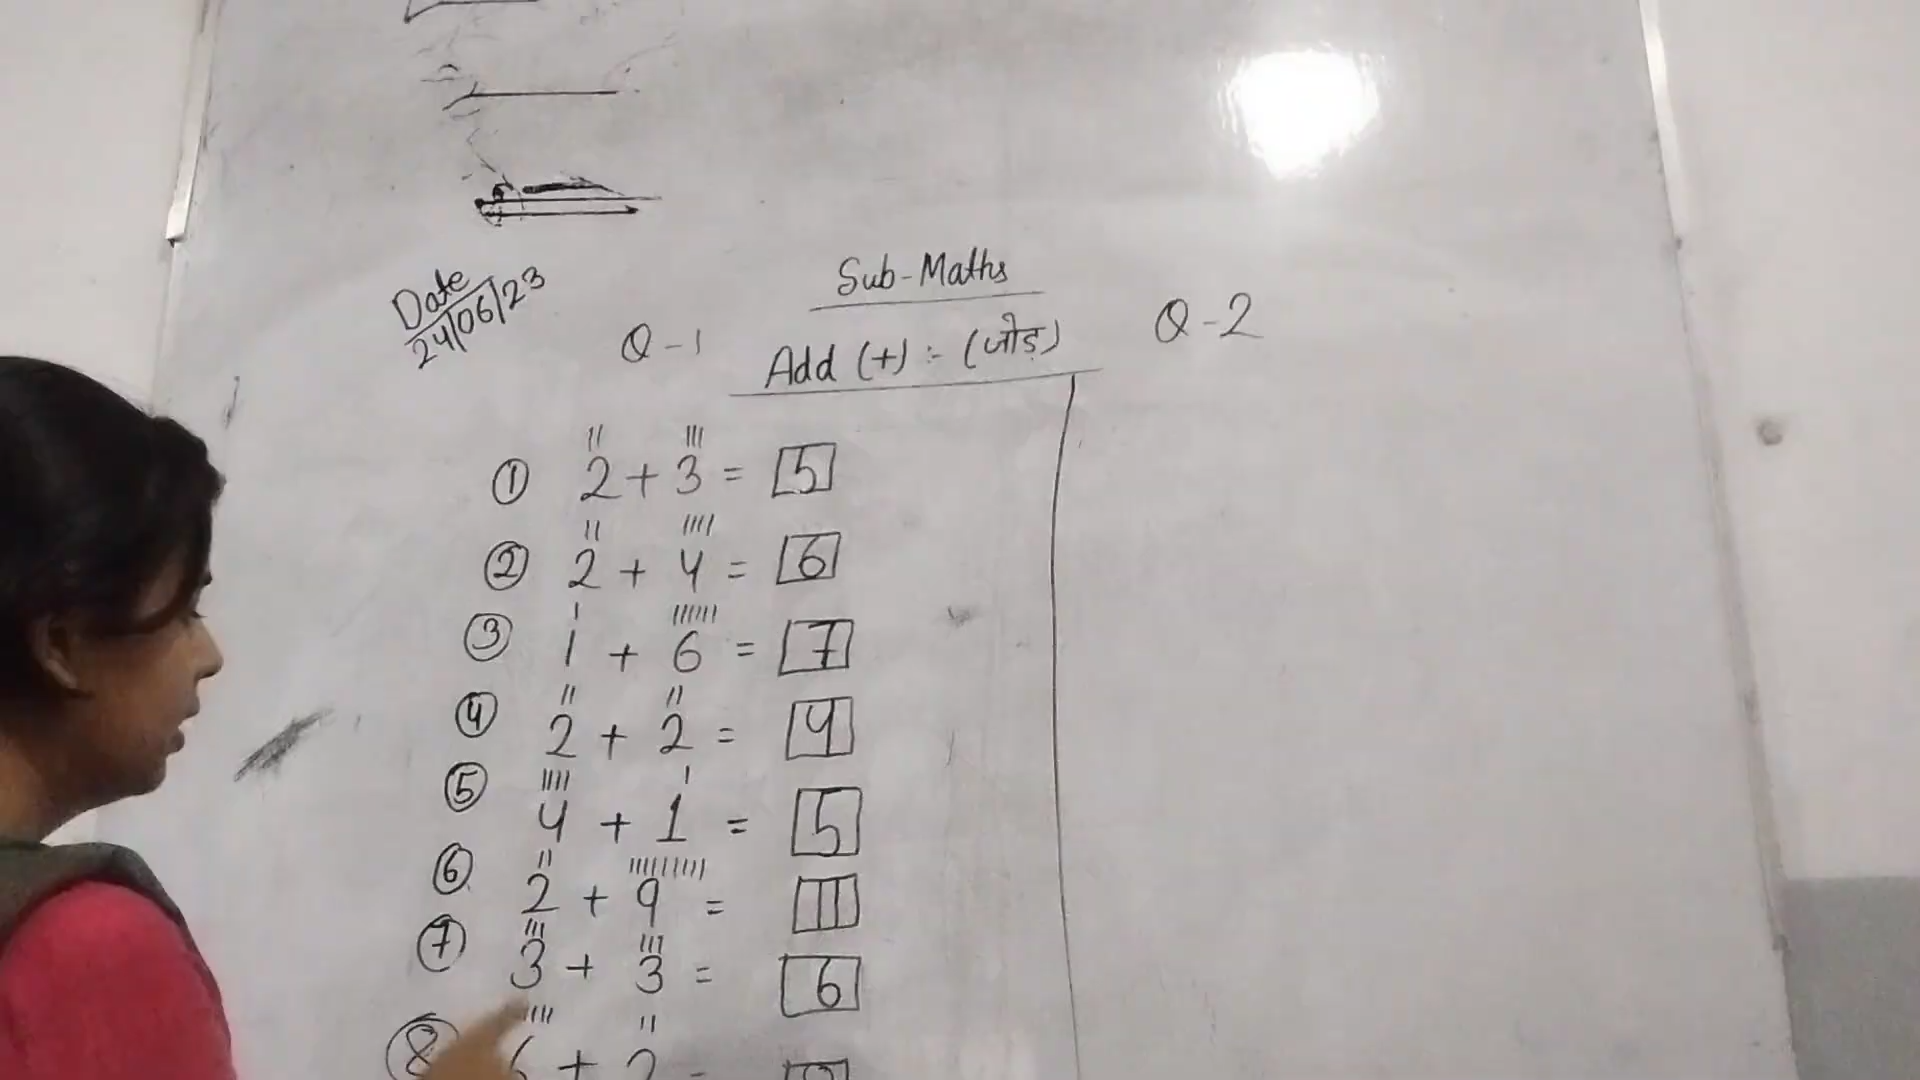 Sub-Maths
Date
24/06/23
Q-1
Add (+) :- (जोड़)
Q-2
① 2 + 3 = 5
② 2 + 4 = 6
③ 1 + 6 = 7
④ 2 + 2 = 4
⑤ 4 + 1 = 5
⑥ 2 + 9 = 11
⑦ 3 + 3 = 6
⑧ 6 + 2 =